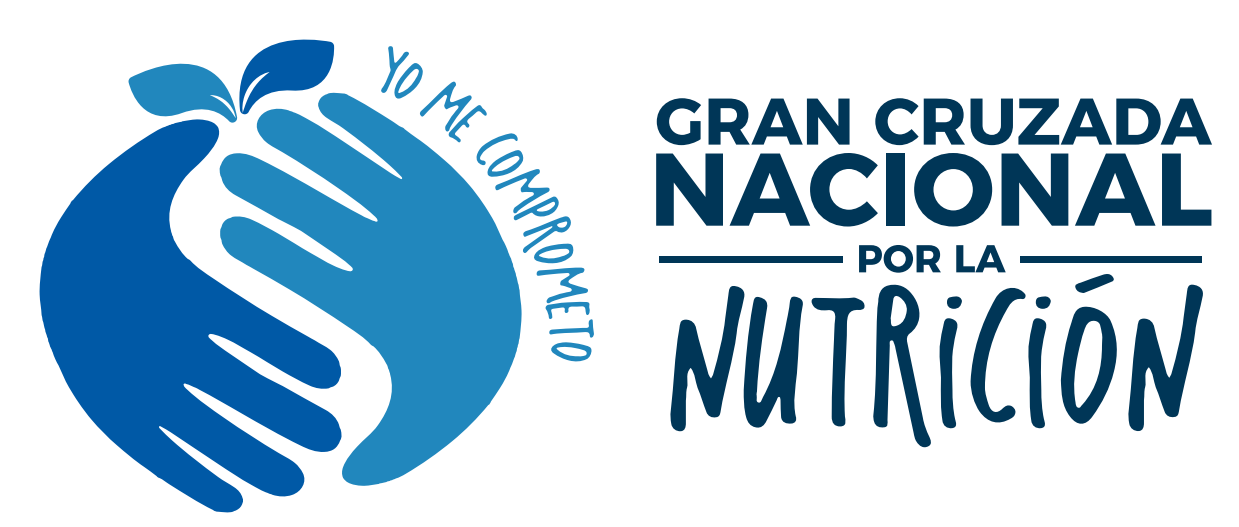 YO ME COMPROMETO
GRAN CRUZADA
NACIONAL
POR LA
NUTRiCiÓN